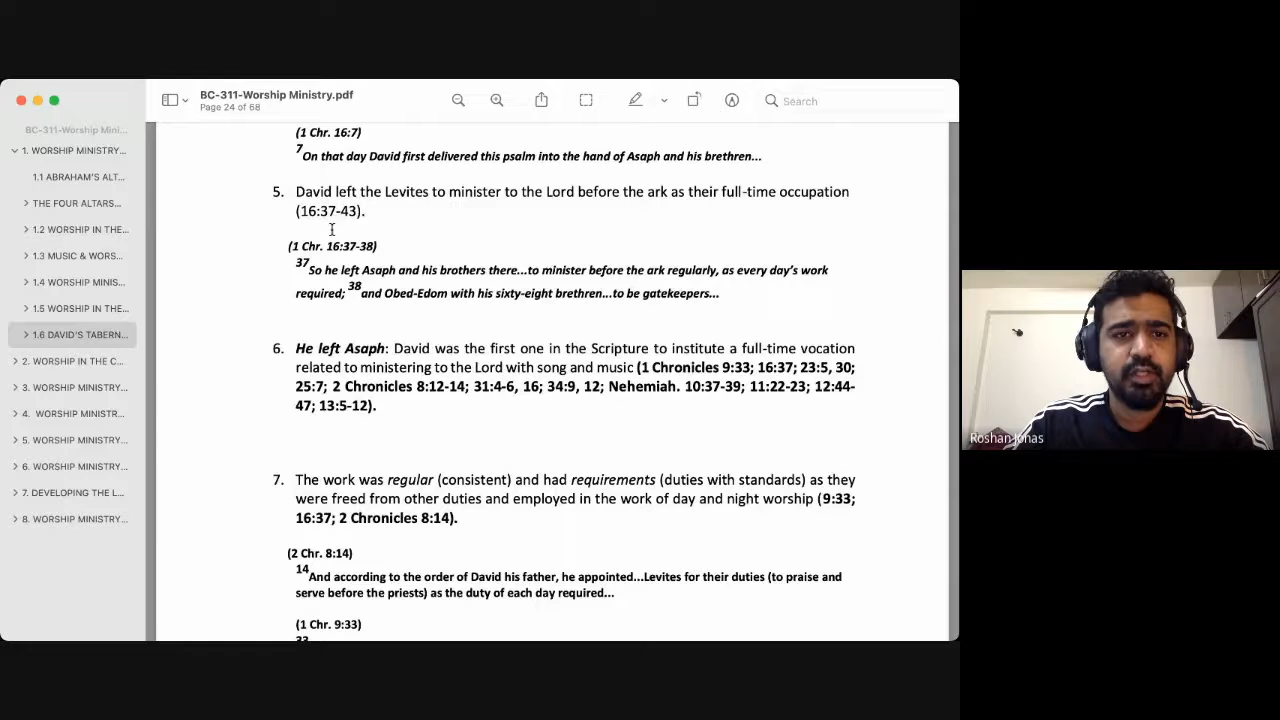 BC-311-Worship Ministry.pdf
Page 24 of 68
Search
BC-311-Worship Mini...
1. WORSHIP MINISTRY...
1.1 ABRAHAM'S ALT...
THE FOUR ALTARS...
1.2 WORSHIP IN THE...
1.3 MUSIC & WORS...
1.4 WORSHIP MINIS...
1.5 WORSHIP IN THE...
1.6 DAVID'S TABERN...
2. WORSHIP IN THE C...
3. WORSHIP MINISTRY...
4. WORSHIP MINISTR...
5. WORSHIP MINISTRY...
6. WORSHIP MINISTRY...
7. DEVELOPING THE L...
8. WORSHIP MINISTRY...
(1 Chr. 16:7)
7On that day David first delivered this psalm into the hand of Asaph and his brethren...
5. David left the Levites to minister to the Lord before the ark as their full-time occupation
(16:37-43).
(1 Chr. 16:37-38)
37So he left Asaph and his brothers there...to minister before the ark regularly, as every day's work
required; 38and Obed-Edom with his sixty-eight brethren...to be gatekeepers...
6. He left Asaph: David was the first one in the Scripture to institute a full-time vocation
related to ministering to the Lord with song and music (1 Chronicles 9:33; 16:37; 23:5, 30;
25:7; 2 Chronicles 8:12-14; 31:4-6, 16; 34:9, 12; Nehemiah. 10:37-39; 11:22-23; 12:44-
47; 13:5-12).
7. The work was regular (consistent) and had requirements (duties with standards) as they
were freed from other duties and employed in the work of day and night worship (9:33;
16:37; 2 Chronicles 8:14).
(2 Chr. 8:14)
14And according to the order of David his father, he appointed...Levites for their duties (to praise and
serve before the priests) as the duty of each day required...
(1 Chr. 9:33)
33
Roshan Jonas